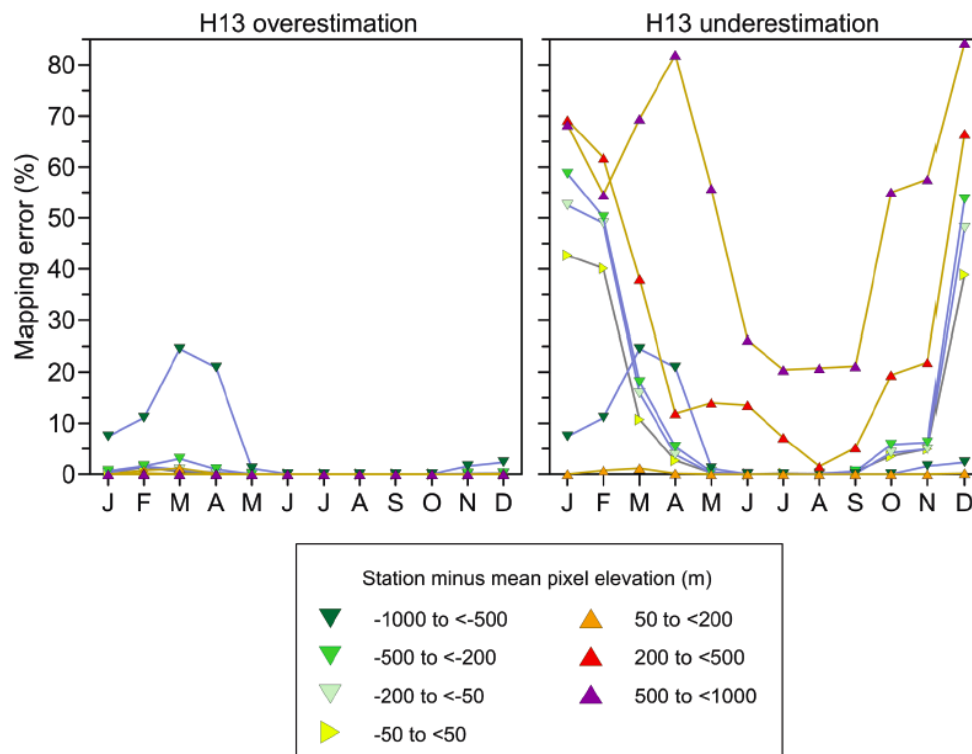 H13 overestimation
H13 underestimation
Mapping error (%)
80
70
60
50
40
30
20
10
0
J F M A M J J A S O N D
J F M A M J J A S O N D
Station minus mean pixel elevation (m)
-1000 to <-500
-500 to <-200
-200 to <-50
-50 to <50
50 to <200
200 to <500
500 to <1000